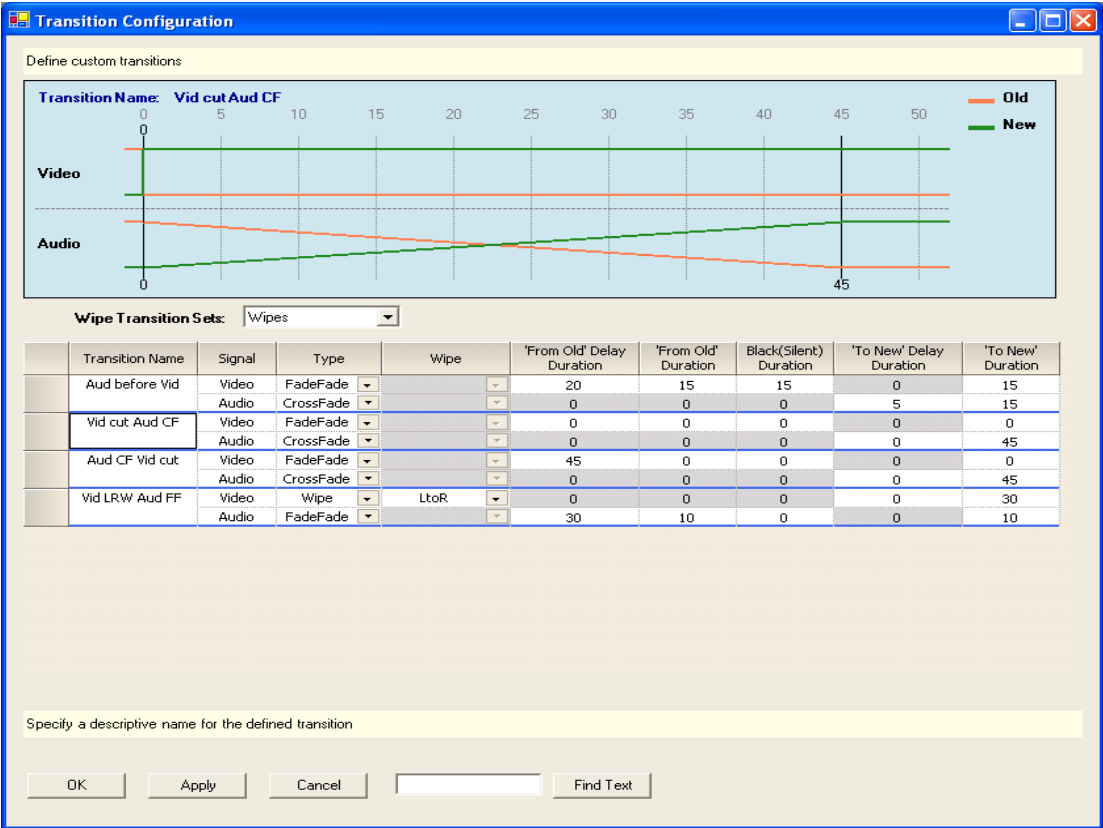 Transition Configuration
Define custom transitions
Transition Name: Vid cut Aud CF
0 5 10 15 20 25 30 35 40 45 50
0
Old
New
Video
Audio
0 45
Wipe Transition Sets: Wipes
Transition Name Signal Type Wipe 'From Old' Delay Duration 'From Old' Duration Black(Silent) Duration 'To New' Delay Duration 'To New' Duration
Aud before Vid Video FadeFade 20 15 15 0 15
Audio CrossFade 0 0 0 5 15
Vid cut Aud CF Video FadeFade 0 0 0 0 0
Audio CrossFade 0 0 0 0 45
Aud CF Vid cut Video FadeFade 45 0 0 0 0
Audio CrossFade 0 0 0 0 45
Vid LRW Aud FF Video Wipe LtoR 0 0 0 0 30
Audio FadeFade 30 10 0 0 10
Specify a descriptive name for the defined transition
OK Apply Cancel Find Text